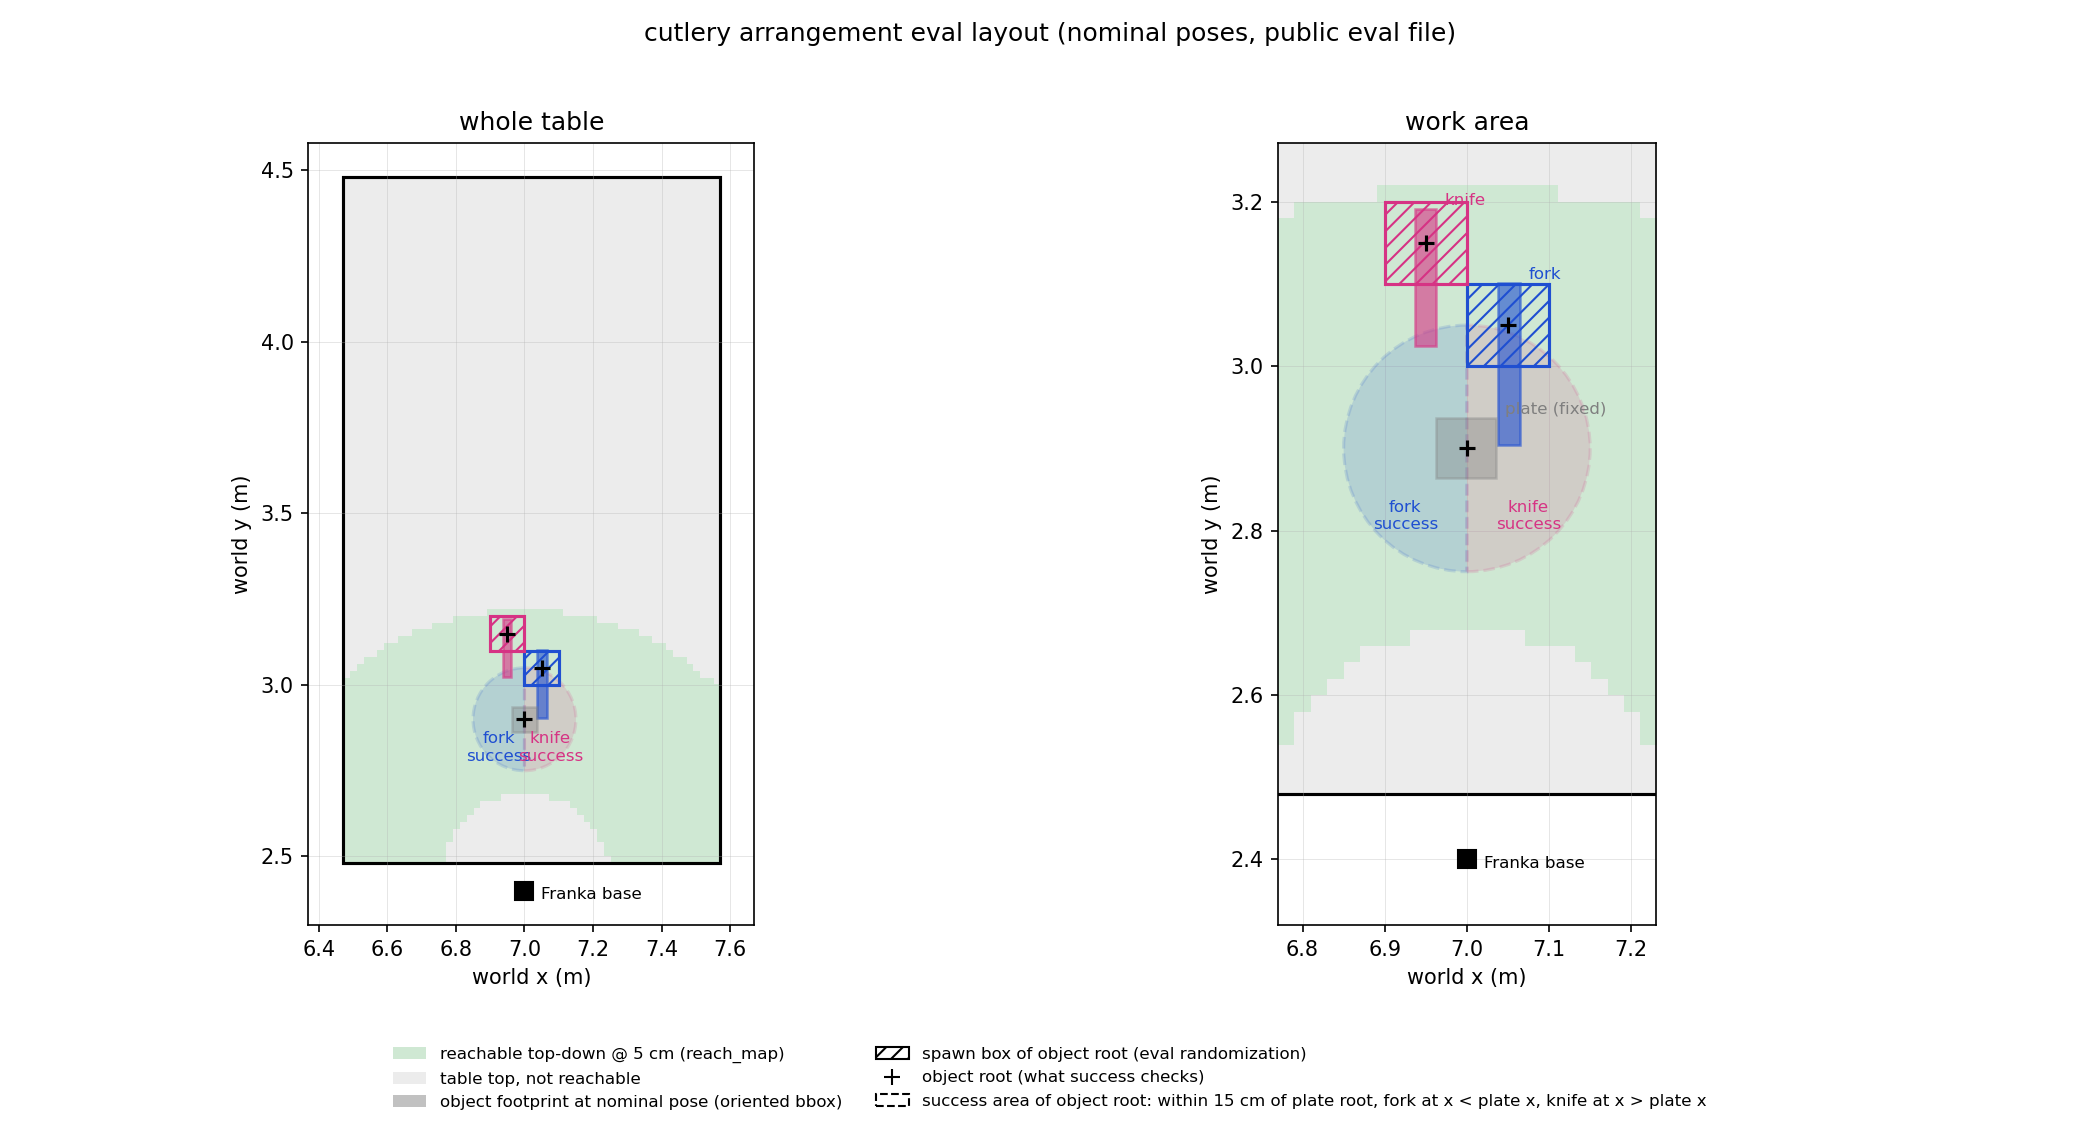 cutlery arrangement eval layout (nominal poses, public eval file)
whole table
4.5
4.0
3.5
3.0
2.5
world y (m)
fork
success
knife
success
Franka base
6.4 6.6 6.8 7.0 7.2 7.4 7.6
world x (m)
work area
3.2
3.0
2.8
2.6
2.4
world y (m)
knife
fork
plate (fixed)
fork
success
knife
success
Franka base
6.8 6.9 7.0 7.1 7.2
world x (m)
reachable top-down @ 5 cm (reach_map)
table top, not reachable
object footprint at nominal pose (oriented bbox)
spawn box of object root (eval randomization)
object root (what success checks)
success area of object root: within 15 cm of plate root, fork at x < plate x, knife at x > plate x